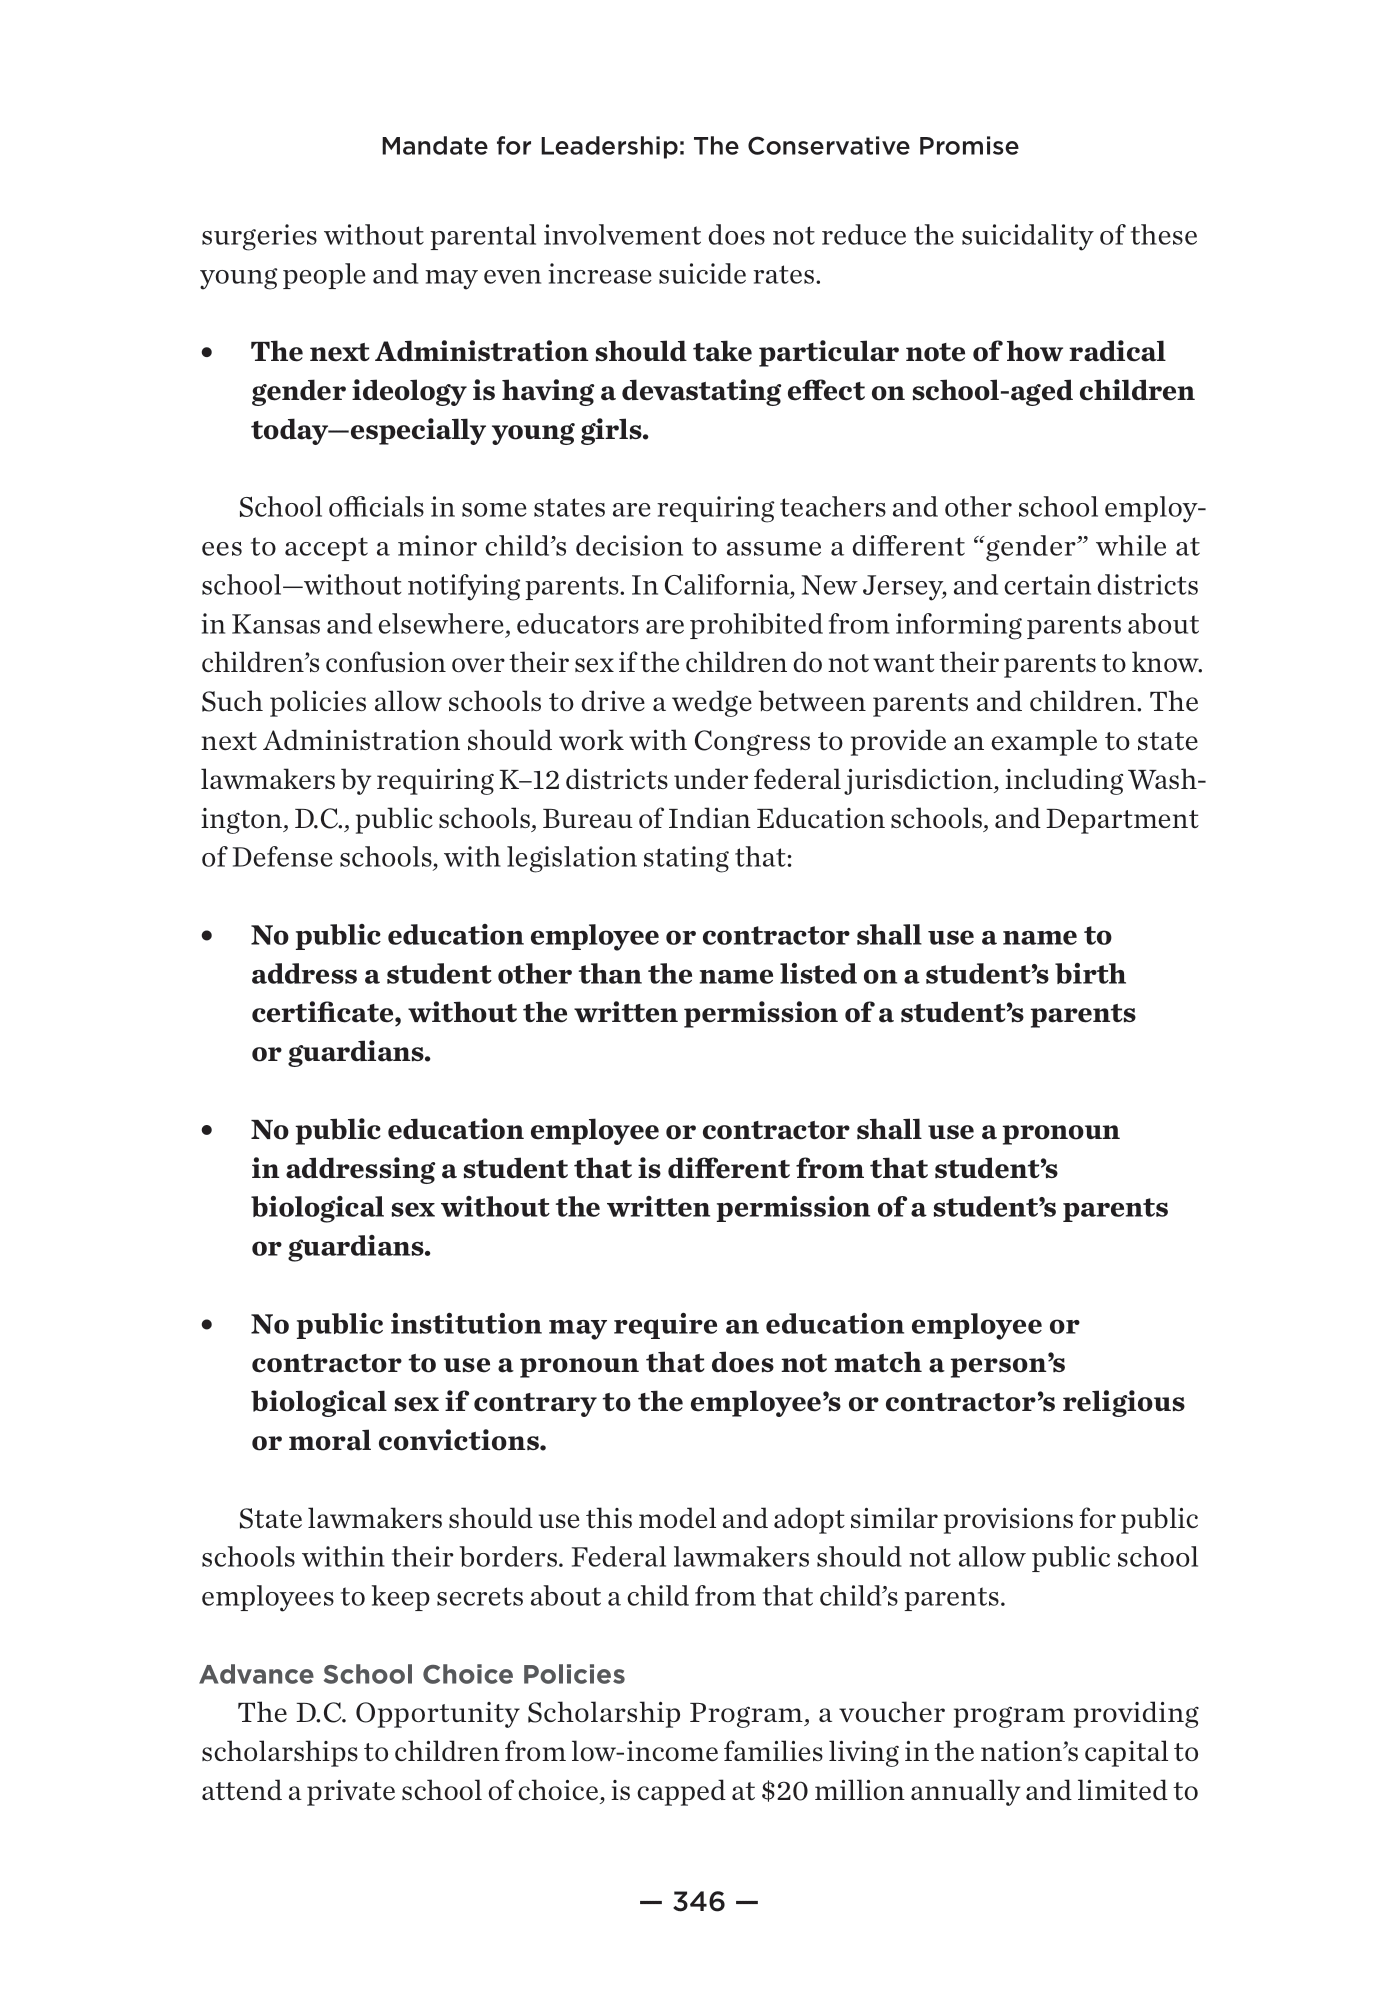 Mandate for Leadership: The Conservative Promise
surgeries without parental involvement does not reduce the suicidality of these
young people and may even increase suicide rates.
• The next Administration should take particular note of how radical
gender ideology is having a devastating effect on school-aged children
today—especially young girls.
School officials in some states are requiring teachers and other school employ-
ees to accept a minor child’s decision to assume a different “gender” while at
school—without notifying parents. In California, New Jersey, and certain districts
in Kansas and elsewhere, educators are prohibited from informing parents about
children’s confusion over their sex if the children do not want their parents to know.
Such policies allow schools to drive a wedge between parents and children. The
next Administration should work with Congress to provide an example to state
lawmakers by requiring K–12 districts under federal jurisdiction, including Wash-
ington, D.C., public schools, Bureau of Indian Education schools, and Department
of Defense schools, with legislation stating that:
• No public education employee or contractor shall use a name to
address a student other than the name listed on a student’s birth
certificate, without the written permission of a student’s parents
or guardians.
• No public education employee or contractor shall use a pronoun
in addressing a student that is different from that student’s
biological sex without the written permission of a student’s parents
or guardians.
• No public institution may require an education employee or
contractor to use a pronoun that does not match a person’s
biological sex if contrary to the employee’s or contractor’s religious
or moral convictions.
State lawmakers should use this model and adopt similar provisions for public
schools within their borders. Federal lawmakers should not allow public school
employees to keep secrets about a child from that child’s parents.
Advance School Choice Policies
The D.C. Opportunity Scholarship Program, a voucher program providing
scholarships to children from low-income families living in the nation’s capital to
attend a private school of choice, is capped at $20 million annually and limited to
— 346 —